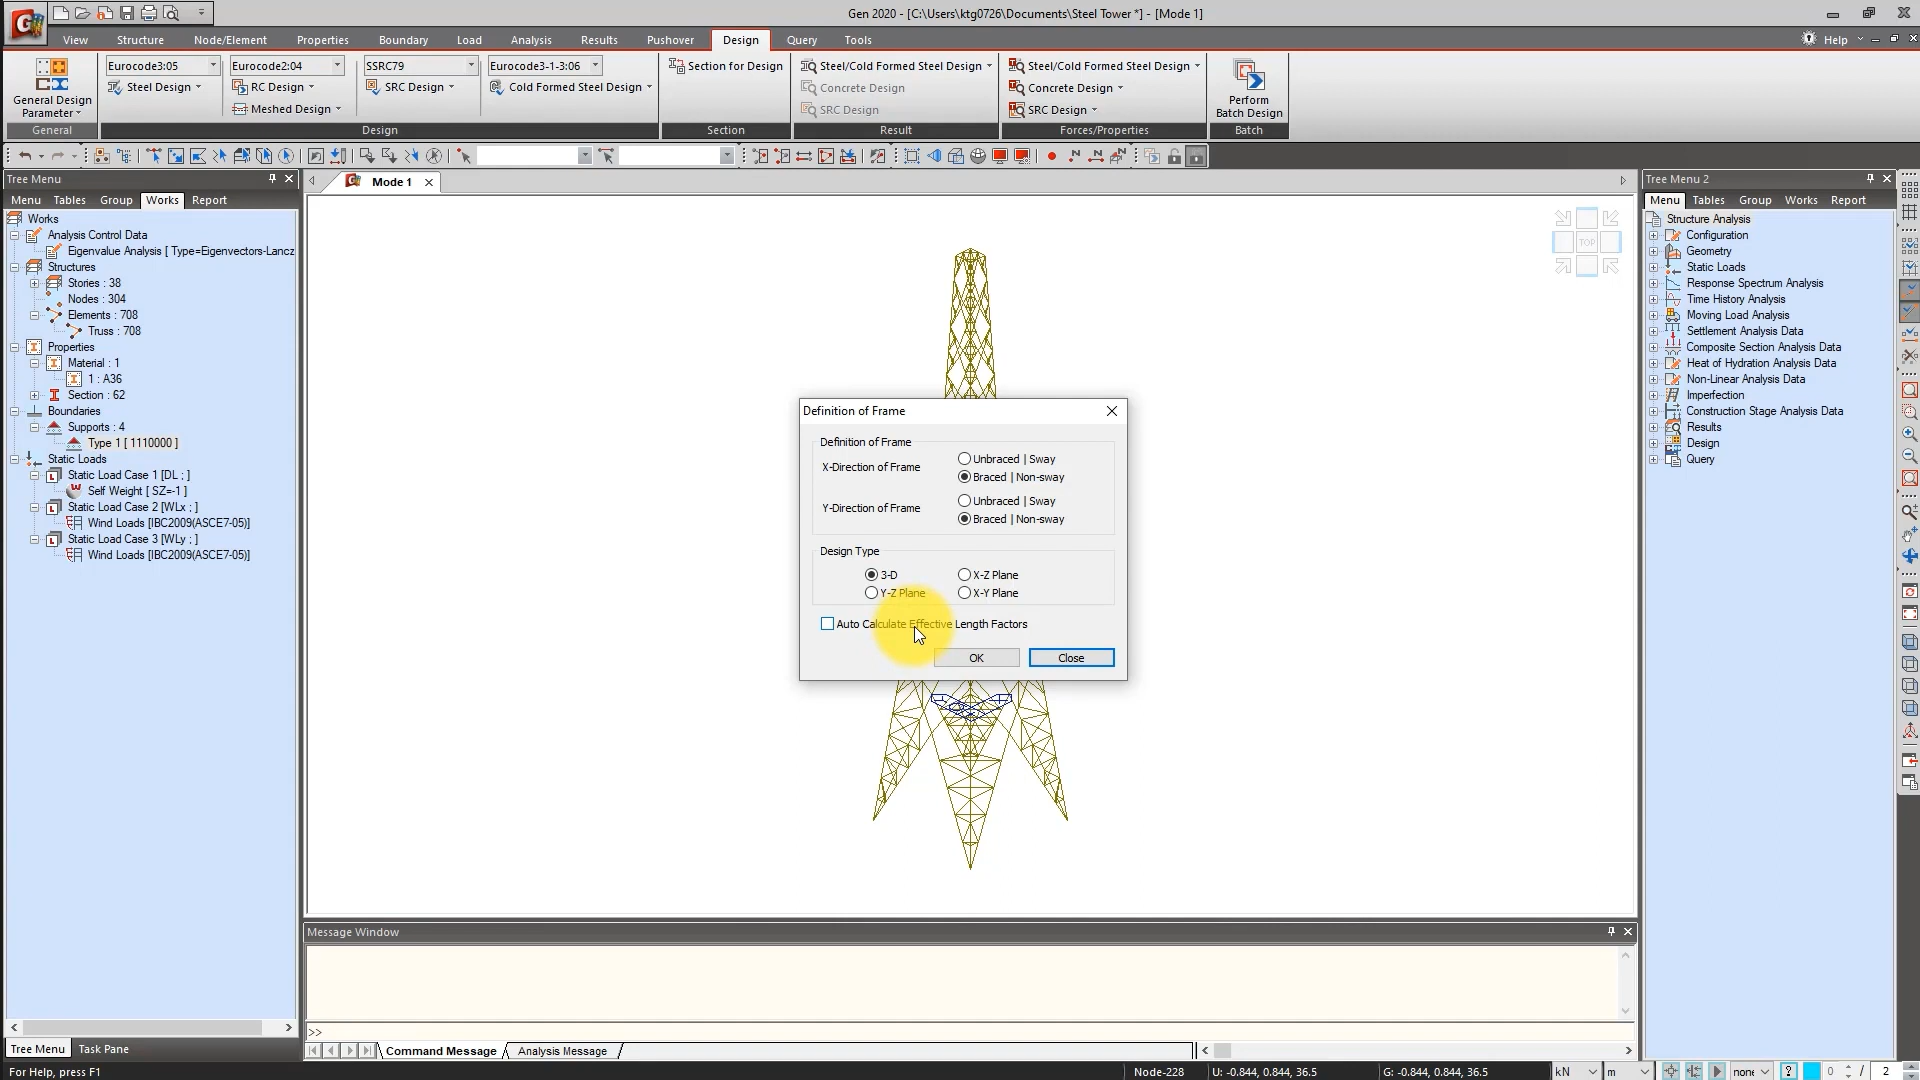 Gen 2020 - [C:\Users\ktg0726\Documents\Steel Tower *] - [Mode 1]
View Structure Node/Element Properties Boundary Load Analysis Results Pushover Design Query Tools Help
General Design Parameter
General
Eurocode3:05 Eurocode2:04 SSRC79 Eurocode3-1-3:06
Steel Design RC Design SRC Design Cold Formed Steel Design
Meshed Design
Design
Section for Design
Section
Steel/Cold Formed Steel Design
Concrete Design
SRC Design
Result
Steel/Cold Formed Steel Design
Concrete Design
SRC Design
Forces/Properties
Perform
Batch Design
Batch
Tree Menu
Menu Tables Group Works Report
Works
Analysis Control Data
Eigenvalue Analysis [ Type=Eigenvectors-Lancz
Structures
Stories : 38
Nodes : 304
Elements : 708
Truss : 708
Properties
Material : 1
1 : A36
Section : 62
Boundaries
Supports : 4
Type 1 [ 1110000 ]
Static Loads
Static Load Case 1 [DL ; ]
Self Weight [ SZ=-1 ]
Static Load Case 2 [WLx ; ]
Wind Loads [IBC2009(ASCE7-05)]
Static Load Case 3 [WLy ; ]
Wind Loads [IBC2009(ASCE7-05)]
Tree Menu Task Pane
Mode 1
TOP
Definition of Frame
Definition of Frame
X-Direction of Frame
Unbraced | Sway
Braced | Non-sway
Y-Direction of Frame
Unbraced | Sway
Braced | Non-sway
Design Type
3-D X-Z Plane
Y-Z Plane X-Y Plane
Auto Calculate Effective Length Factors
OK Close
Message Window
>>
Command Message Analysis Message
Tree Menu 2
Menu Tables Group Works Report
Structure Analysis
Configuration
Geometry
Static Loads
Response Spectrum Analysis
Time History Analysis
Moving Load Analysis
Settlement Analysis Data
Composite Section Analysis Data
Heat of Hydration Analysis Data
Non-Linear Analysis Data
Imperfection
Construction Stage Analysis Data
Results
Design
Query
For Help, press F1
Node-228 U: -0.844, 0.844, 36.5 G: -0.844, 0.844, 36.5 kN m none ? 0 / 2